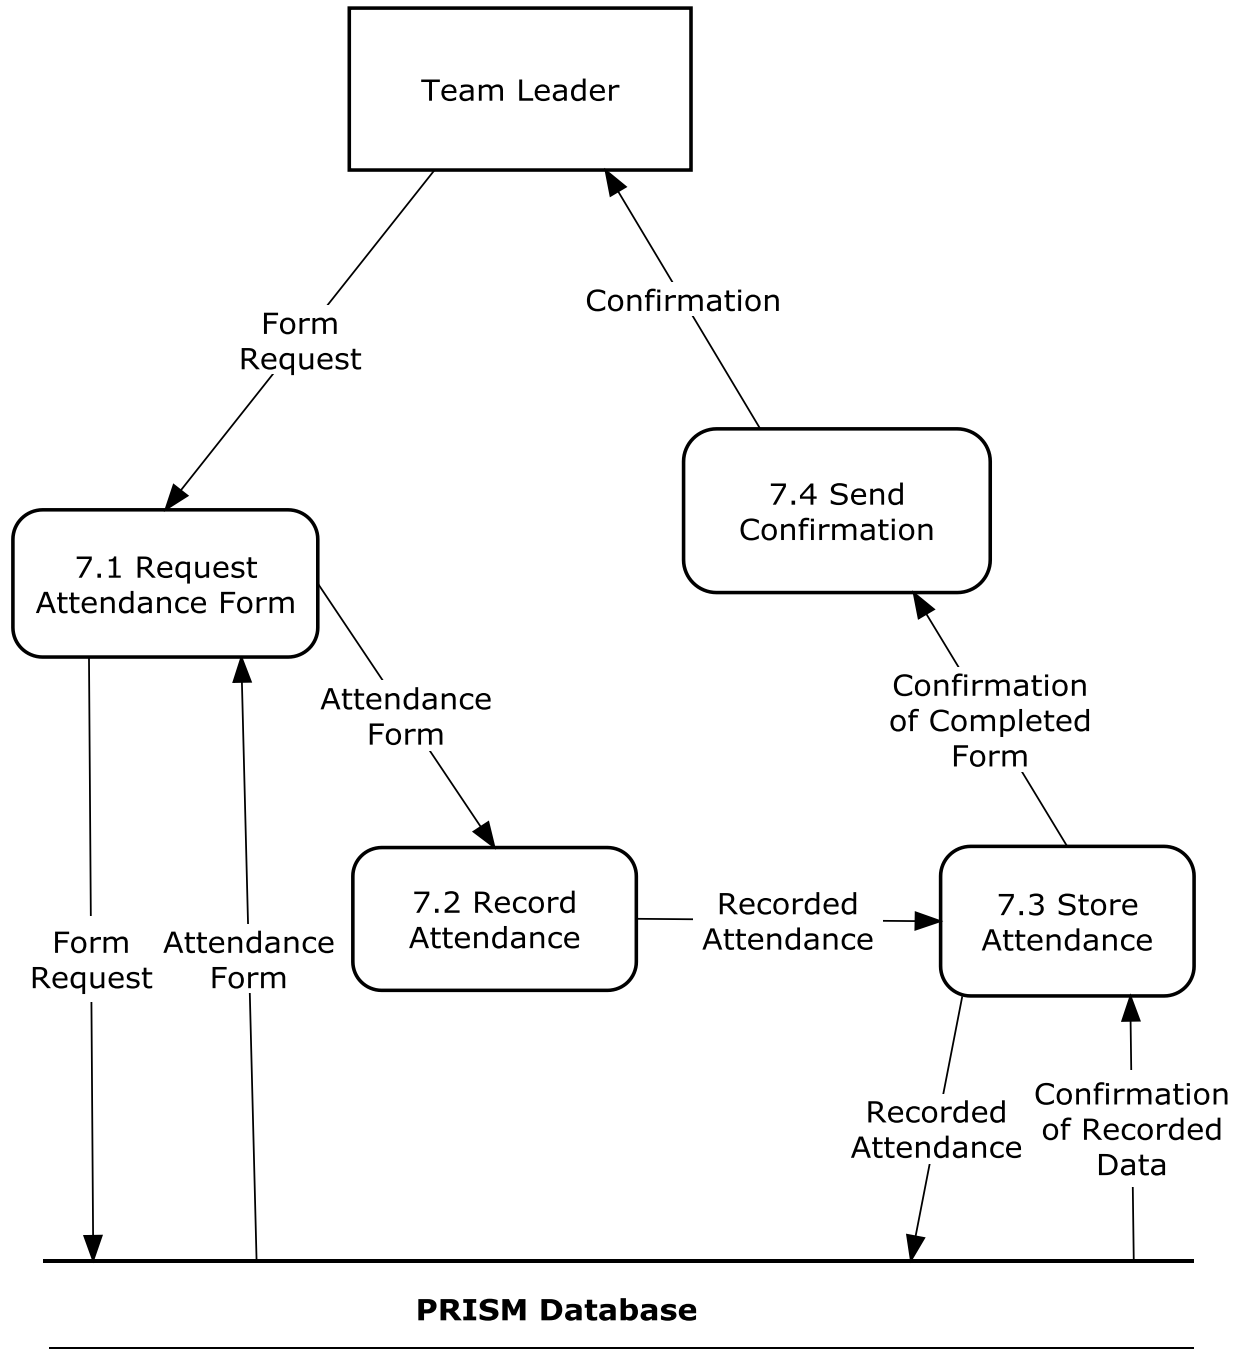 Team Leader
Confirmation
Form
Request
7.4 Send
Confirmation
7.1 Request
Attendance Form
Attendance
Form
Confirmation
of Completed
Form
7.2 Record
Attendance
Recorded
Attendance
7.3 Store
Attendance
Form
Request
Attendance
Form
Recorded
Attendance
Confirmation
of Recorded
Data
PRISM Database